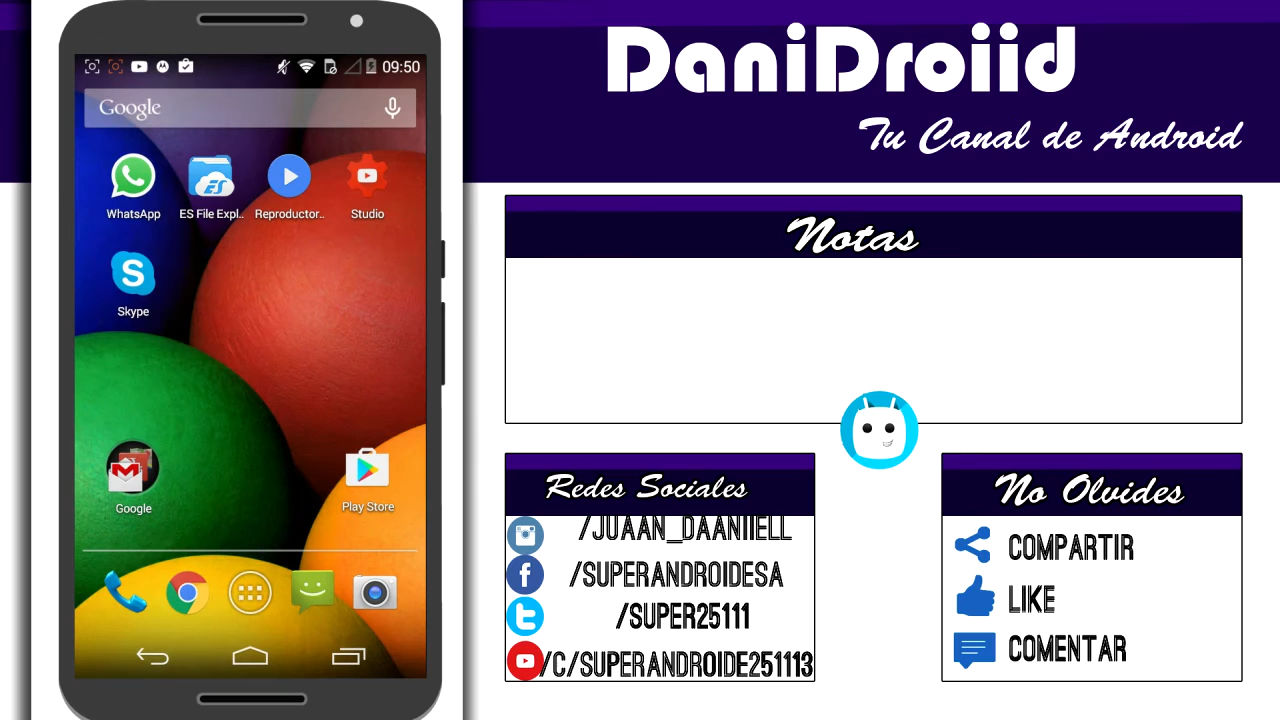 DaniDroiid
Tu Canal de Android
09:50
Google
WhatsApp
ES File Expl..
Reproductor..
Studio
Skype
Google
Play Store
Notas
Redes Sociales
/JUAAN_DAANIIELL
/SUPERANDROIDESA
/SUPER25111
/C/SUPERANDROIDE251113
No Olvides
COMPARTIR
LIKE
COMENTAR